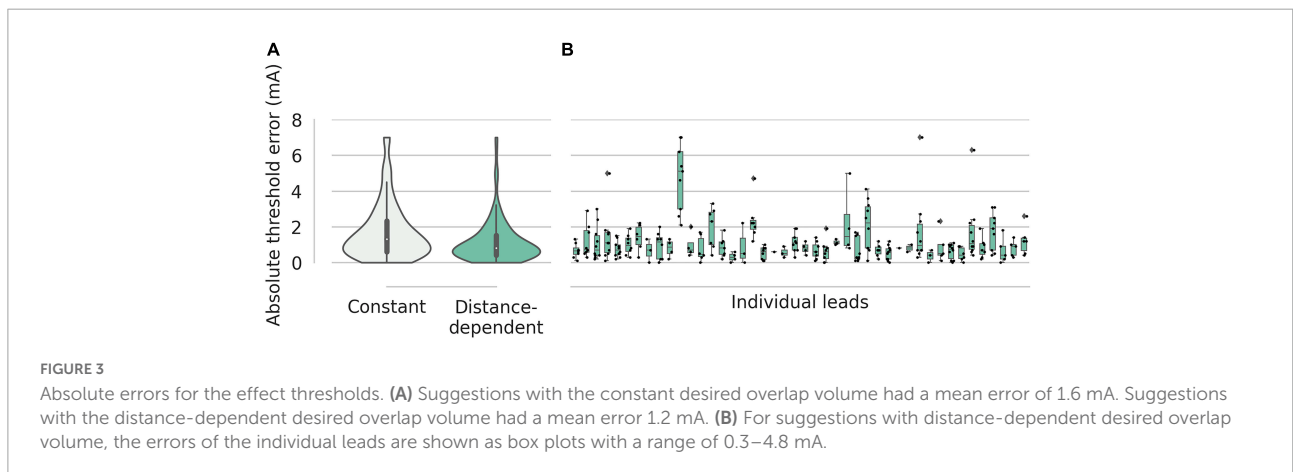 A
B
Absolute threshold error (mA)
8
6
4
2
0
Constant
Distance-
dependent
Individual leads
FIGURE 3
Absolute errors for the effect thresholds. (A) Suggestions with the constant desired overlap volume had a mean error of 1.6 mA. Suggestions
with the distance-dependent desired overlap volume had a mean error 1.2 mA. (B) For suggestions with distance-dependent desired overlap
volume, the errors of the individual leads are shown as box plots with a range of 0.3–4.8 mA.